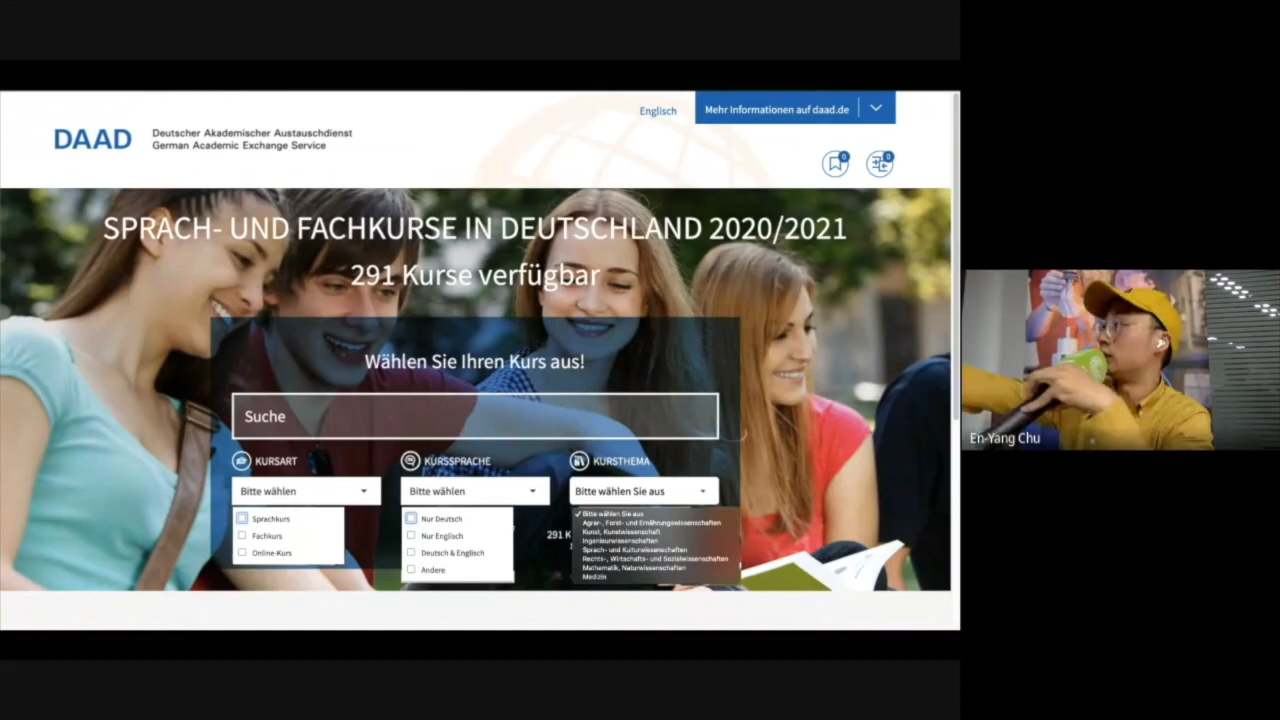 Englisch
Mehr Informationen auf daad.de
DAAD
Deutscher Akademischer Austauschdienst
German Academic Exchange Service
0
0
SPRACH- UND FACHKURSE IN DEUTSCHLAND 2020/2021
291 Kurse verfügbar
Wählen Sie Ihren Kurs aus!
Suche
KURSART
KURSSPRACHE
KURSTHEMA
Bitte wählen
Bitte wählen
Bitte wählen Sie aus
Sprachkurs
Fachkurs
Online-Kurs
Nur Deutsch
Nur Englisch
Deutsch & Englisch
Andere
291 K
Bitte wählen Sie aus
Agrar-, Forst- und Ernährungswissenschaften
Kunst, Kunstwissenschaft
Ingenieurwissenschaften
Sprach- und Kulturwissenschaften
Rechts-, Wirtschafts- und Sozialwissenschaften
Mathematik, Naturwissenschaften
Medizin
En-Yang Chu